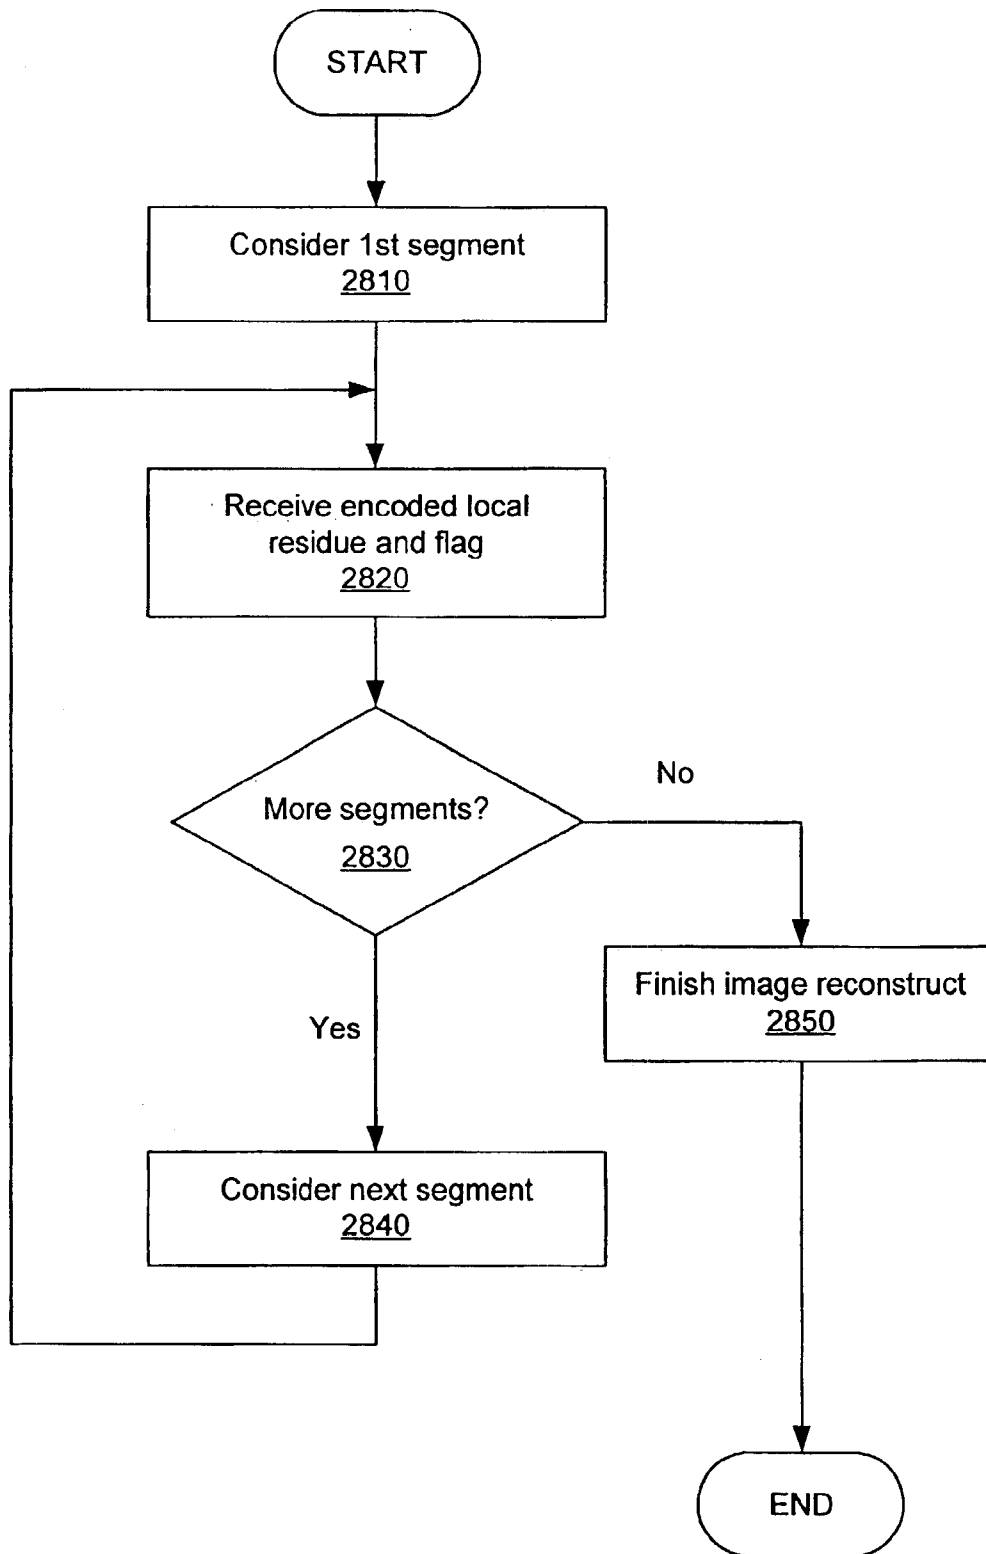 START
Consider 1st segment
2810
Receive encoded local
residue and flag
2820
More segments?
2830
No
Yes
Finish image reconstruct
2850
Consider next segment
2840
END